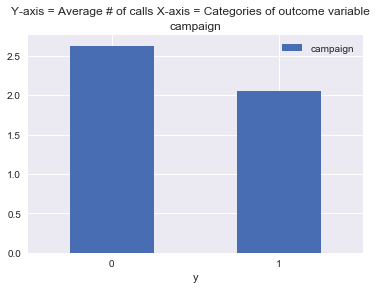 Y-axis = Average # of calls X-axis = Categories of outcome variable
campaign
campaign
2.5
2.0
1.5
1.0
0.5
0.0
0 1
y